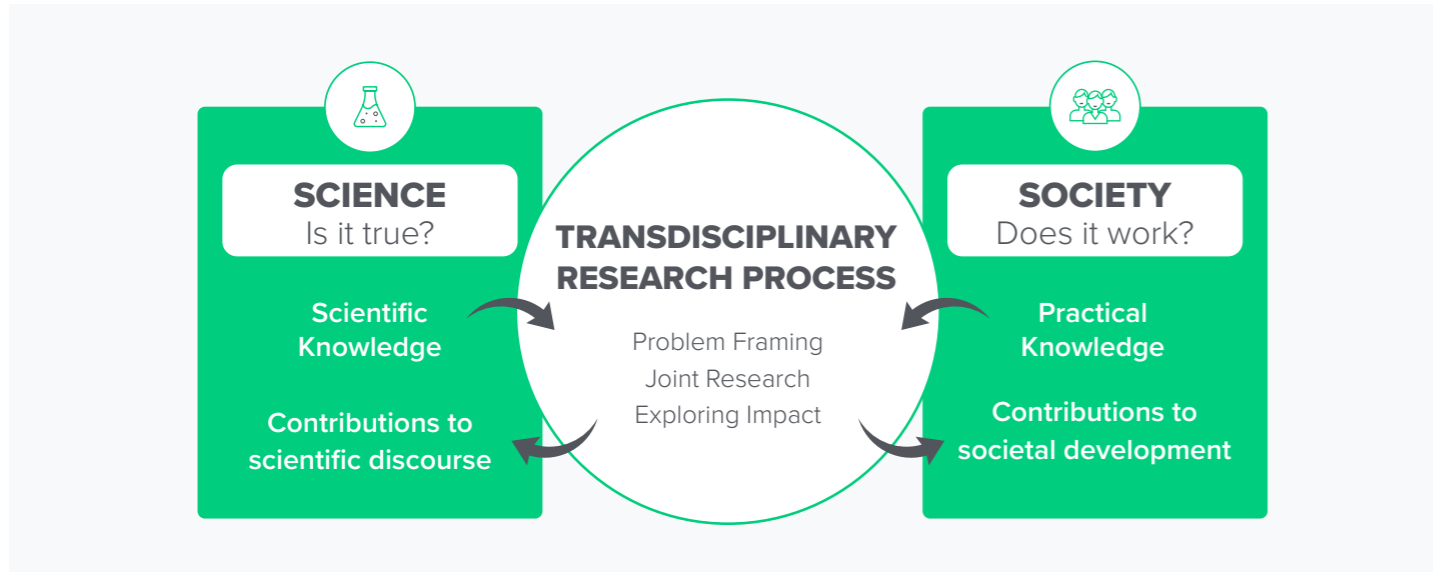 SCIENCE
Is it true?
Scientific
Knowledge
Contributions to
scientific discourse
TRANSDISCIPLINARY
RESEARCH PROCESS
Problem Framing
Joint Research
Exploring Impact
SOCIETY
Does it work?
Practical
Knowledge
Contributions to
societal development